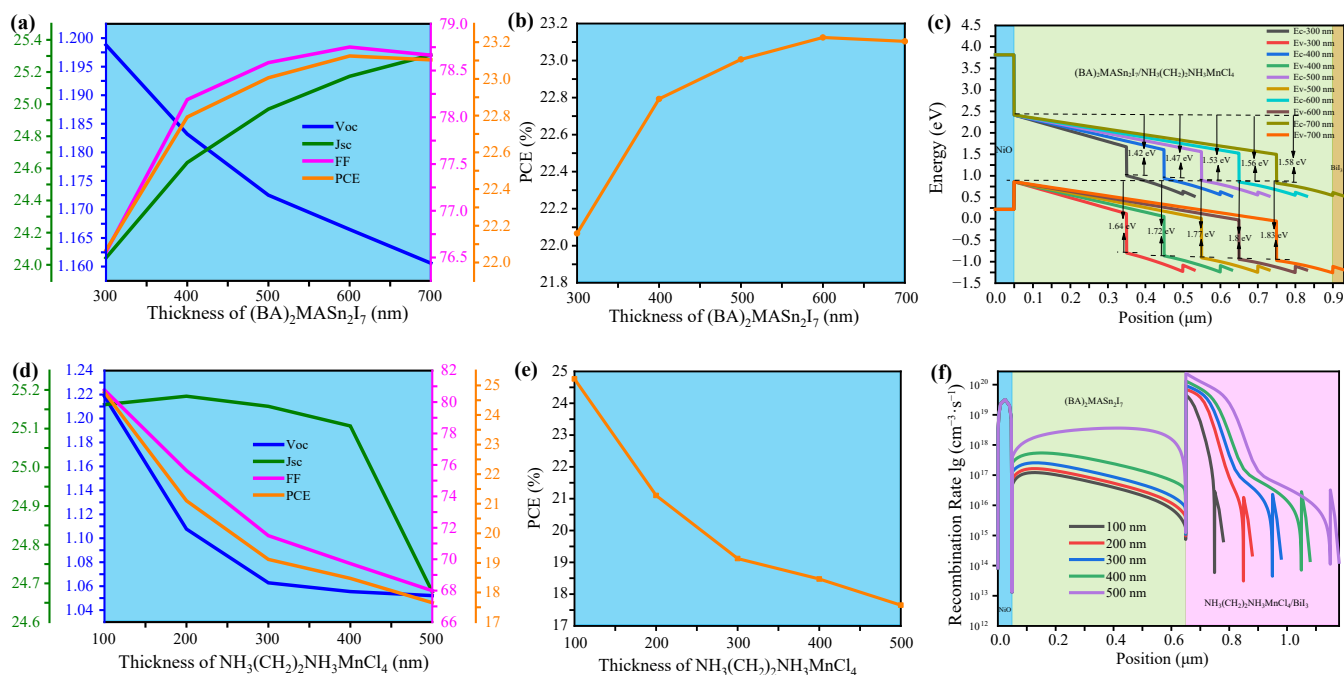 (a)
25.4
25.2
25.0
24.8
24.6
24.4
24.2
24.0
1.200
1.195
1.190
1.185
1.180
1.175
1.170
1.165
1.160
Voc
Jsc
FF
PCE
79.0
78.5
78.0
77.5
77.0
76.5
23.2
23.0
22.8
22.6
22.4
22.2
22.0
300 400 500 600 700
Thickness of (BA)2MASn2I7 (nm)
(b)
PCE (%)
23.2
23.0
22.8
22.6
22.4
22.2
22.0
21.8
300 400 500 600 700
Thickness of (BA)2MASn2I7 (nm)
(c)
Energy (eV)
4.5
4.0
3.5
3.0
2.5
2.0
1.5
1.0
0.5
0.0
−0.5
−1.0
−1.5
(BA)2MASn2I7/NH3(CH2)2NH3MnCl4
Ec-300 nm
Ev-300 nm
Ec-400 nm
Ev-400 nm
Ec-500 nm
Ev-500 nm
Ec-600 nm
Ev-600 nm
Ec-700 nm
Ev-700 nm
NiO
1.42 eV
1.47 eV
1.53 eV
1.56 eV
1.58 eV
BiI3
1.64 eV
1.72 eV
1.77 eV
1.8 eV
1.83 eV
0.0 0.1 0.2 0.3 0.4 0.5 0.6 0.7 0.8 0.9
Position (μm)
(d)
25.2
25.1
25.0
24.9
24.8
24.7
24.6
1.24
1.22
1.20
1.18
1.16
1.14
1.12
1.10
1.08
1.06
1.04
Voc
Jsc
FF
PCE
82
80
78
76
74
72
70
68
66
25
24
23
22
21
20
19
18
17
100 200 300 400 500
Thickness of NH3(CH2)2NH3MnCl4 (nm)
(e)
PCE (%)
25
24
23
22
21
20
19
18
17
100 200 300 400 500
Thickness of NH3(CH2)2NH3MnCl4
(f)
Recombination Rate lg (cm−3·s−1)
10²⁰
10¹⁹
10¹⁸
10¹⁷
10¹⁶
10¹⁵
10¹⁴
10¹³
10¹²
(BA)2MASn2I7
100 nm
200 nm
300 nm
400 nm
500 nm
NiO
NH3(CH2)2NH3MnCl4/BiI3
0.0 0.2 0.4 0.6 0.8 1.0
Position (μm)